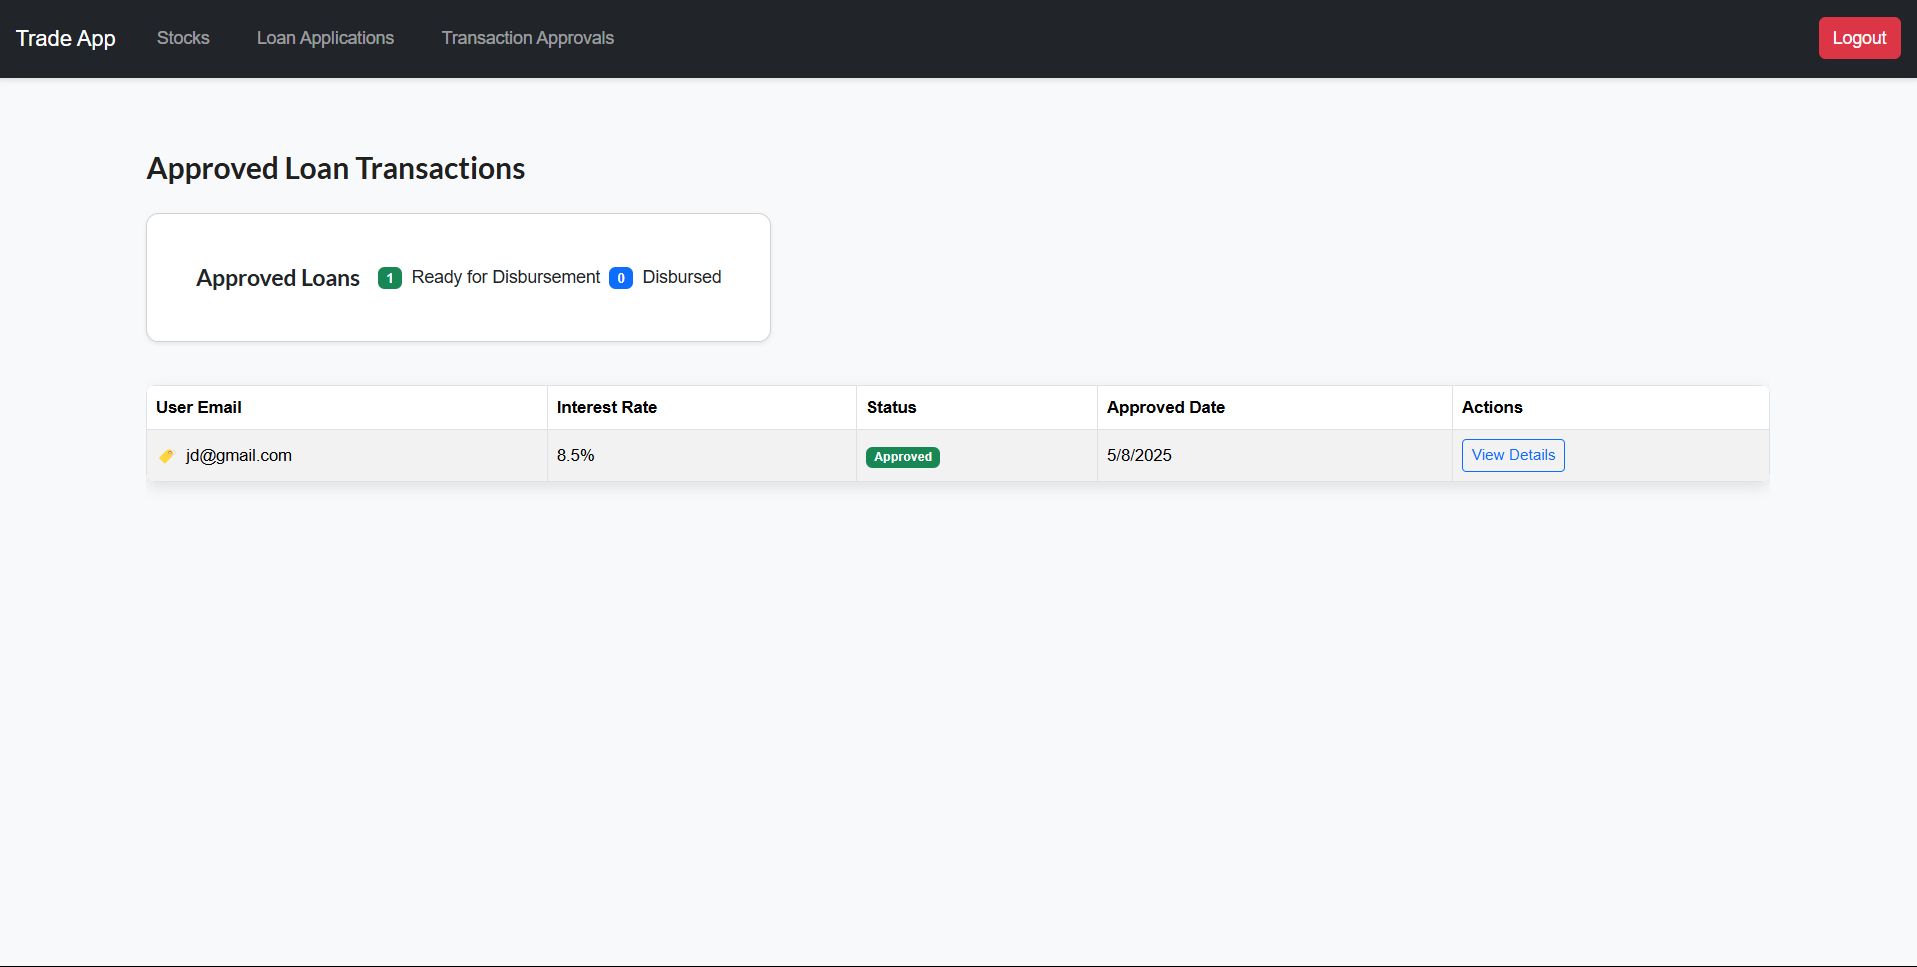 Trade App Stocks Loan Applications Transaction Approvals Logout
Approved Loan Transactions
Approved Loans 1 Ready for Disbursement 0 Disbursed
User Email Interest Rate Status Approved Date Actions
jd@gmail.com 8.5% Approved 5/8/2025 View Details